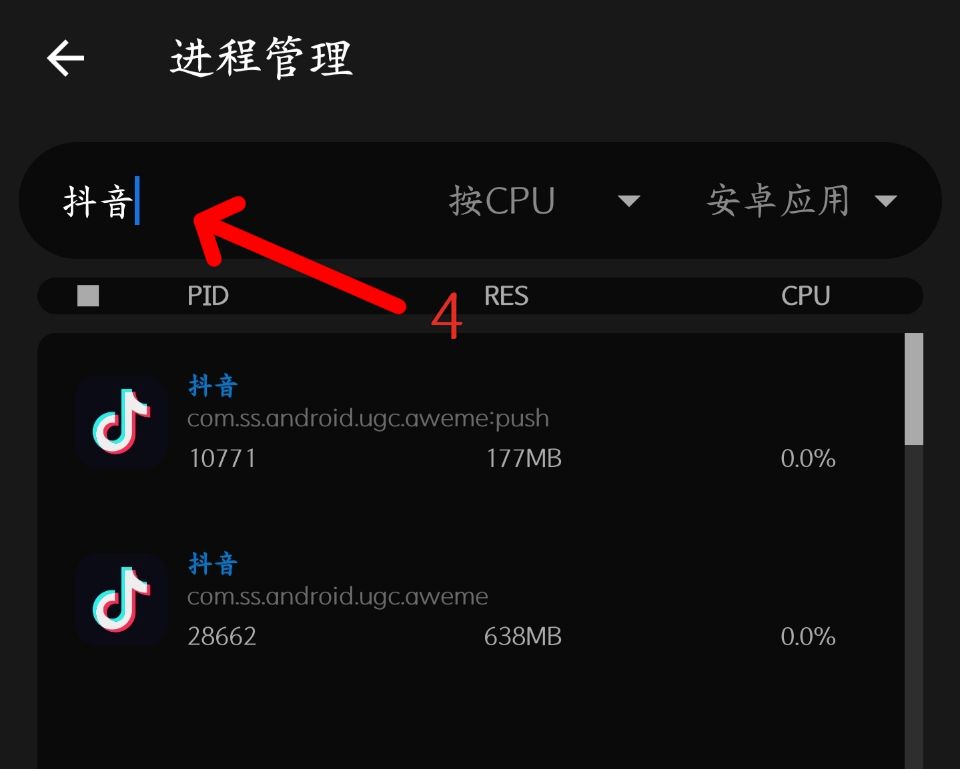 进程管理
抖音 按CPU 安卓应用
PID RES CPU
4
抖音
com.ss.android.ugc.aweme:push
10771 177MB 0.0%
抖音
com.ss.android.ugc.aweme
28662 638MB 0.0%